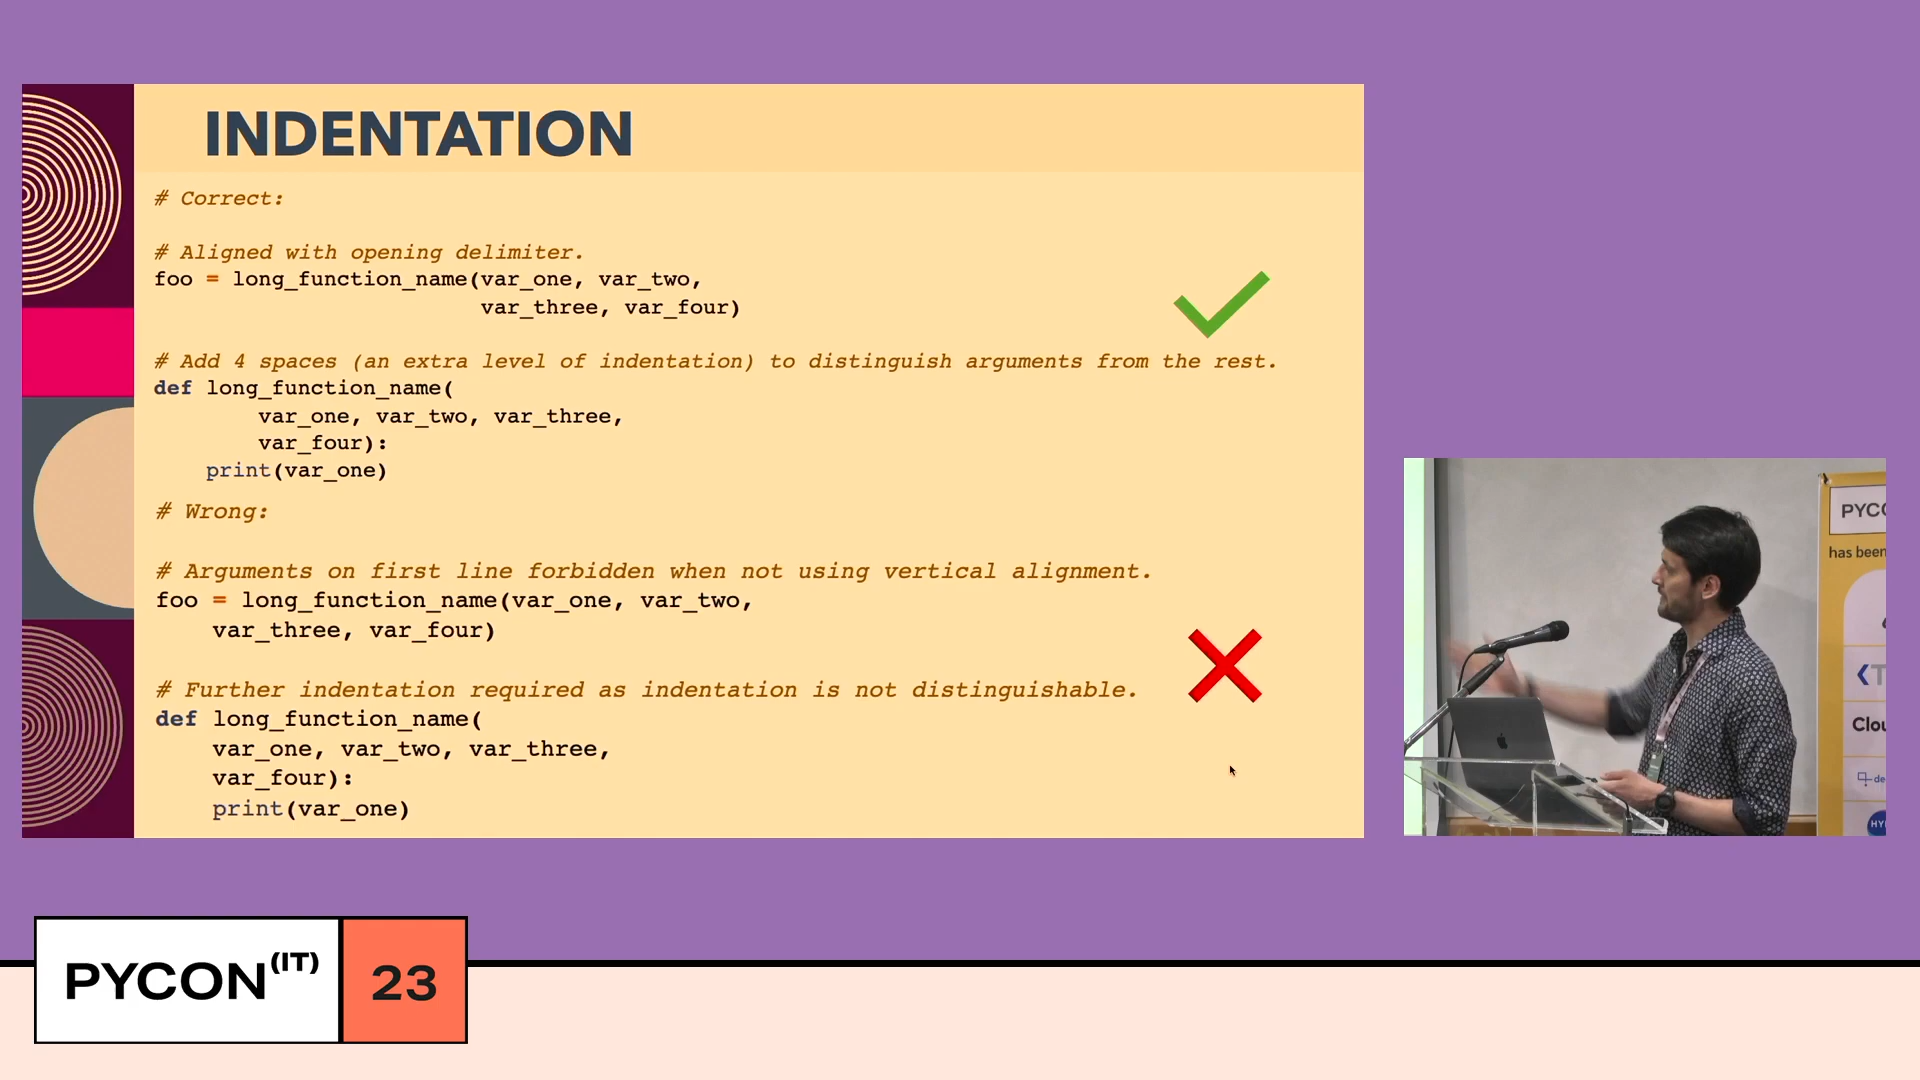 INDENTATION
# Correct:
# Aligned with opening delimiter.
foo = long_function_name(var_one, var_two,
                         var_three, var_four)
# Add 4 spaces (an extra level of indentation) to distinguish arguments from the rest.
def long_function_name(
        var_one, var_two, var_three,
        var_four):
    print(var_one)
# Wrong:
# Arguments on first line forbidden when not using vertical alignment.
foo = long_function_name(var_one, var_two,
    var_three, var_four)
# Further indentation required as indentation is not distinguishable.
def long_function_name(
    var_one, var_two, var_three,
    var_four):
    print(var_one)
PYC
has been
Clou
de
HY
PYCON(IT) 23